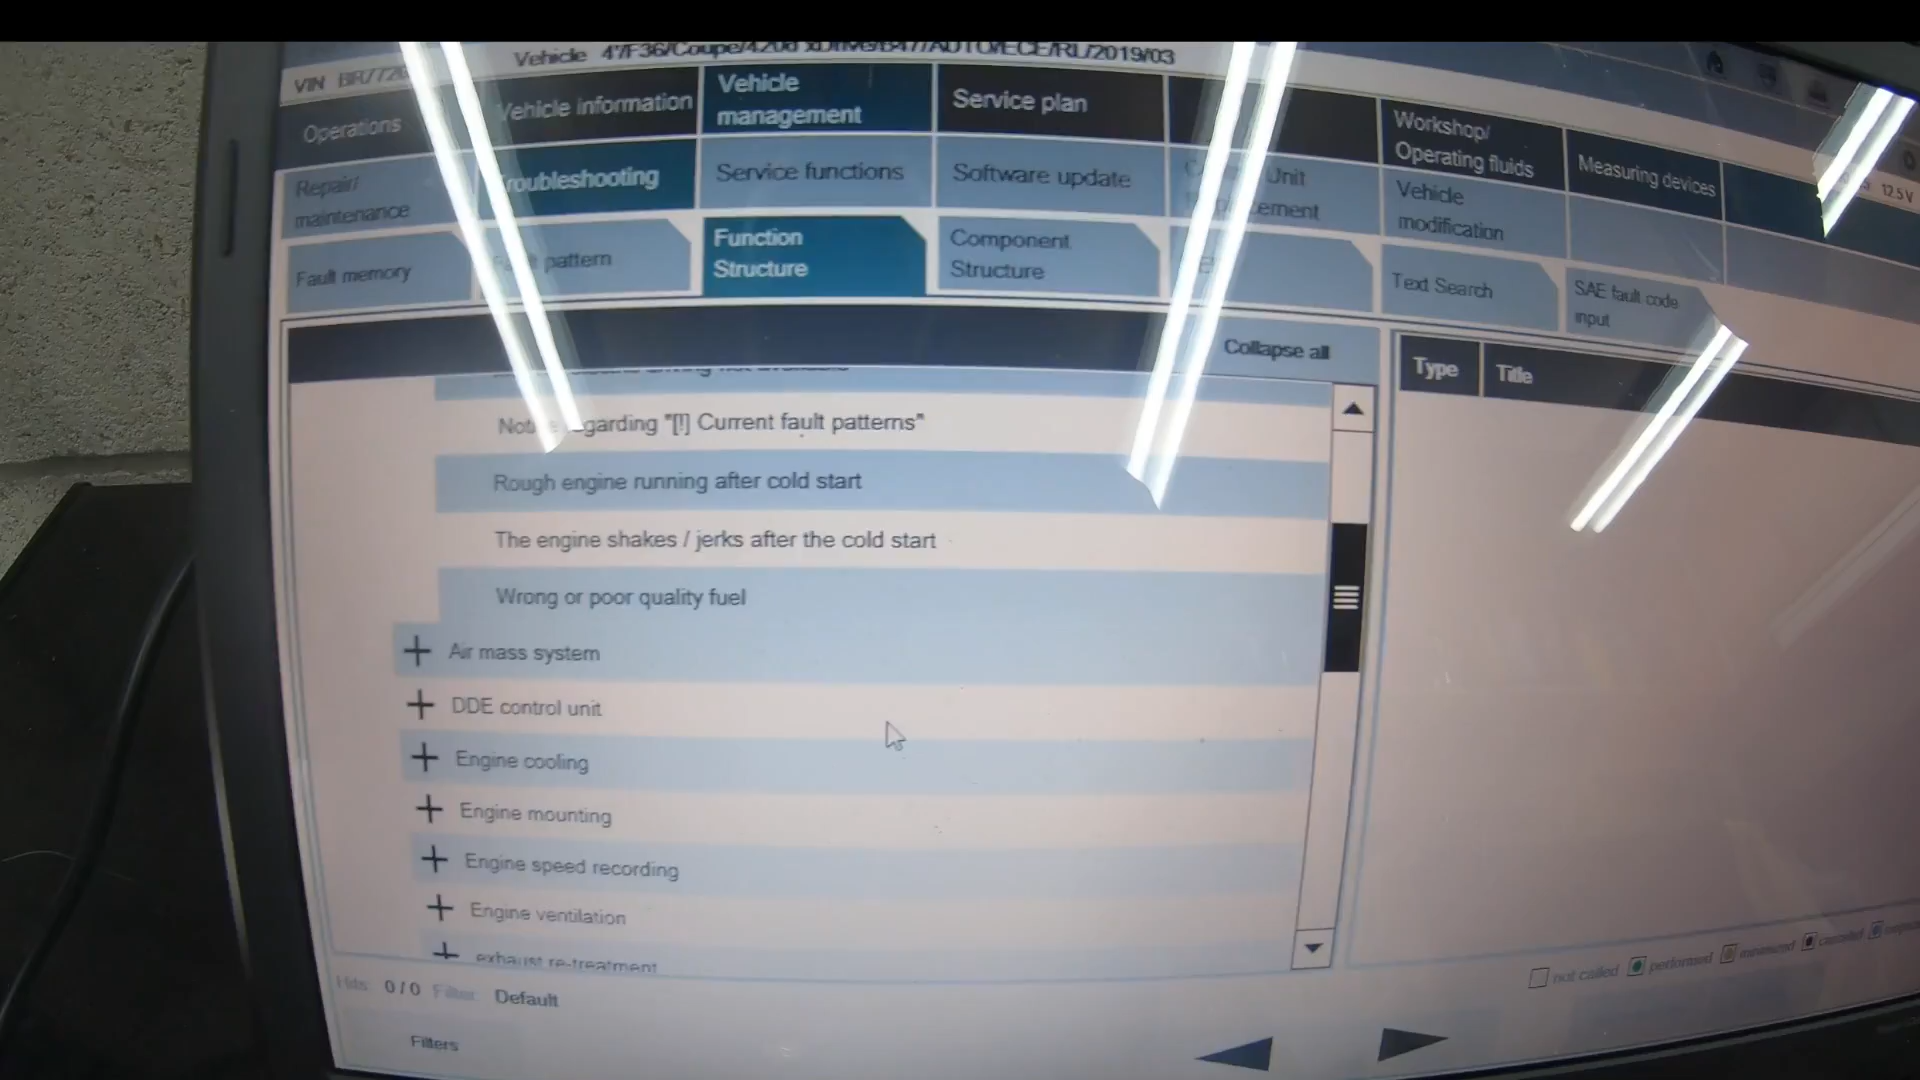 VIN
Vehicle 4'/F36/Coupe/420d xDrive/B47/AUTO/ECE/RL/2019/03
Operations
Vehicle information
Vehicle
management
Service plan
Workshop/
Operating fluids
Measuring devices
12.5 V
Repair/
maintenance
Troubleshooting
Service functions
Software update
Unit
Vehicle
modification
Fault memory
pattern
Function
Structure
Component
Structure
Text Search
SAE fault code
input
Collapse all
Type
Title
regarding "[!] Current fault patterns"
Rough engine running after cold start
The engine shakes / jerks after the cold start
Wrong or poor quality fuel
Air mass system
DDE control unit
Engine cooling
Engine mounting
Engine speed recording
Engine ventilation
exhaust re-treatment
not called
performed
Hits: 0 / 0 Filter: Default
Filters